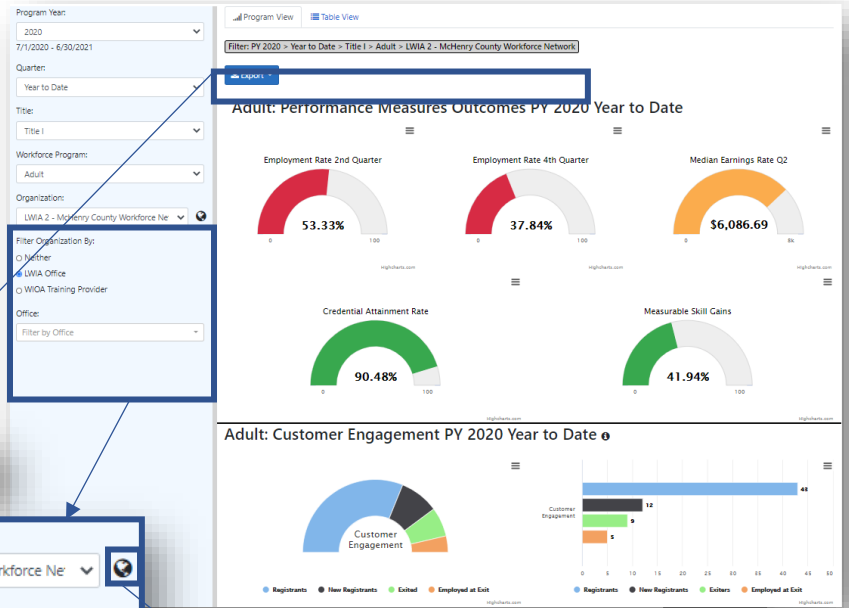 Program Year:
2020
7/1/2020 - 6/30/2021
Quarter:
Year to Date
Title:
Title I
Workforce Program:
Adult
Organization:
LWIA 2 - McHenry County Workforce Ne
Filter Organization By:
Neither
LWIA Office
WIOA Training Provider
Office:
Filter by Office
rkforce Ne
Program View
Table View
Filter: PY 2020 > Year to Date > Title I > Adult > LWIA 2 - McHenry County Workforce Network
Export
Adult: Performance Measures Outcomes PY 2020 Year to Date
Employment Rate 2nd Quarter
53.33%
0 100
Highcharts.com
Employment Rate 4th Quarter
37.84%
0 100
Highcharts.com
Median Earnings Rate Q2
$6,086.69
0 8k
Highcharts.com
Credential Attainment Rate
90.48%
0 100
Highcharts.com
Measurable Skill Gains
41.94%
0 100
Highcharts.com
Adult: Customer Engagement PY 2020 Year to Date
Customer
Engagement
Registrants New Registrants Exited Employed at Exit
Highcharts.com
Customer
Engagement
43
12
9
5
0 5 10 15 20 25 30 35 40 45 50
Registrants New Registrants Exiters Employed at Exit
Highcharts.com